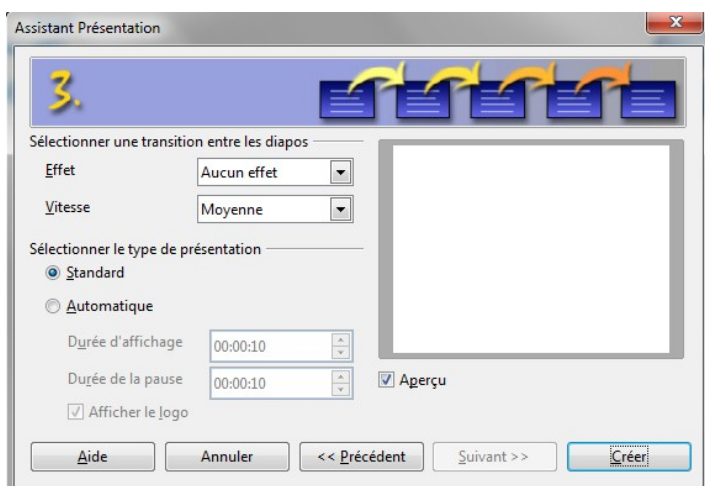 Assistant Présentation
3.
Sélectionner une transition entre les diapos
Effet Aucun effet
Vitesse Moyenne
Sélectionner le type de présentation
Standard
Automatique
Durée d'affichage 00:00:10
Durée de la pause 00:00:10
Afficher le logo
Aperçu
Aide Annuler << Précédent Suivant >> Créer